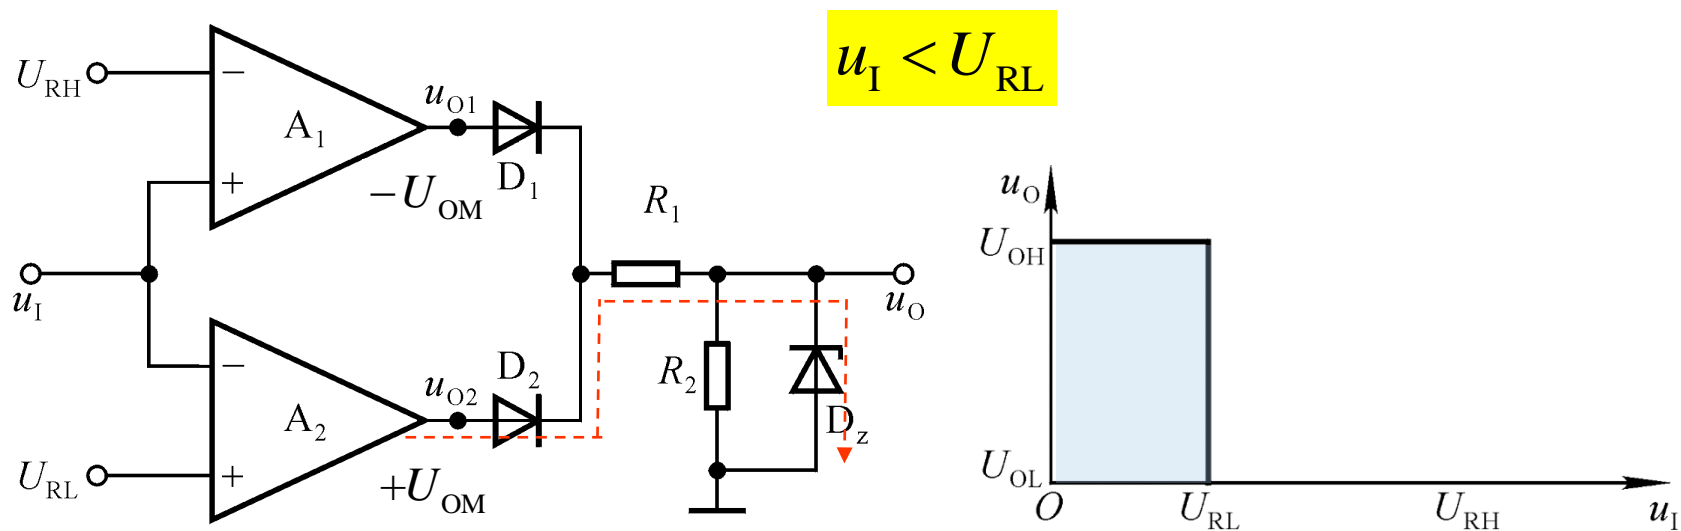 u_I < U_RL
U_RH
−
A_1
+
u_O1
D_1
−U_OM
R_1
u_I
u_O
−
A_2
+
U_RL
u_O2
D_2
+U_OM
R_2
D_z
u_O
U_OH
U_OL
O
U_RL
U_RH
u_I